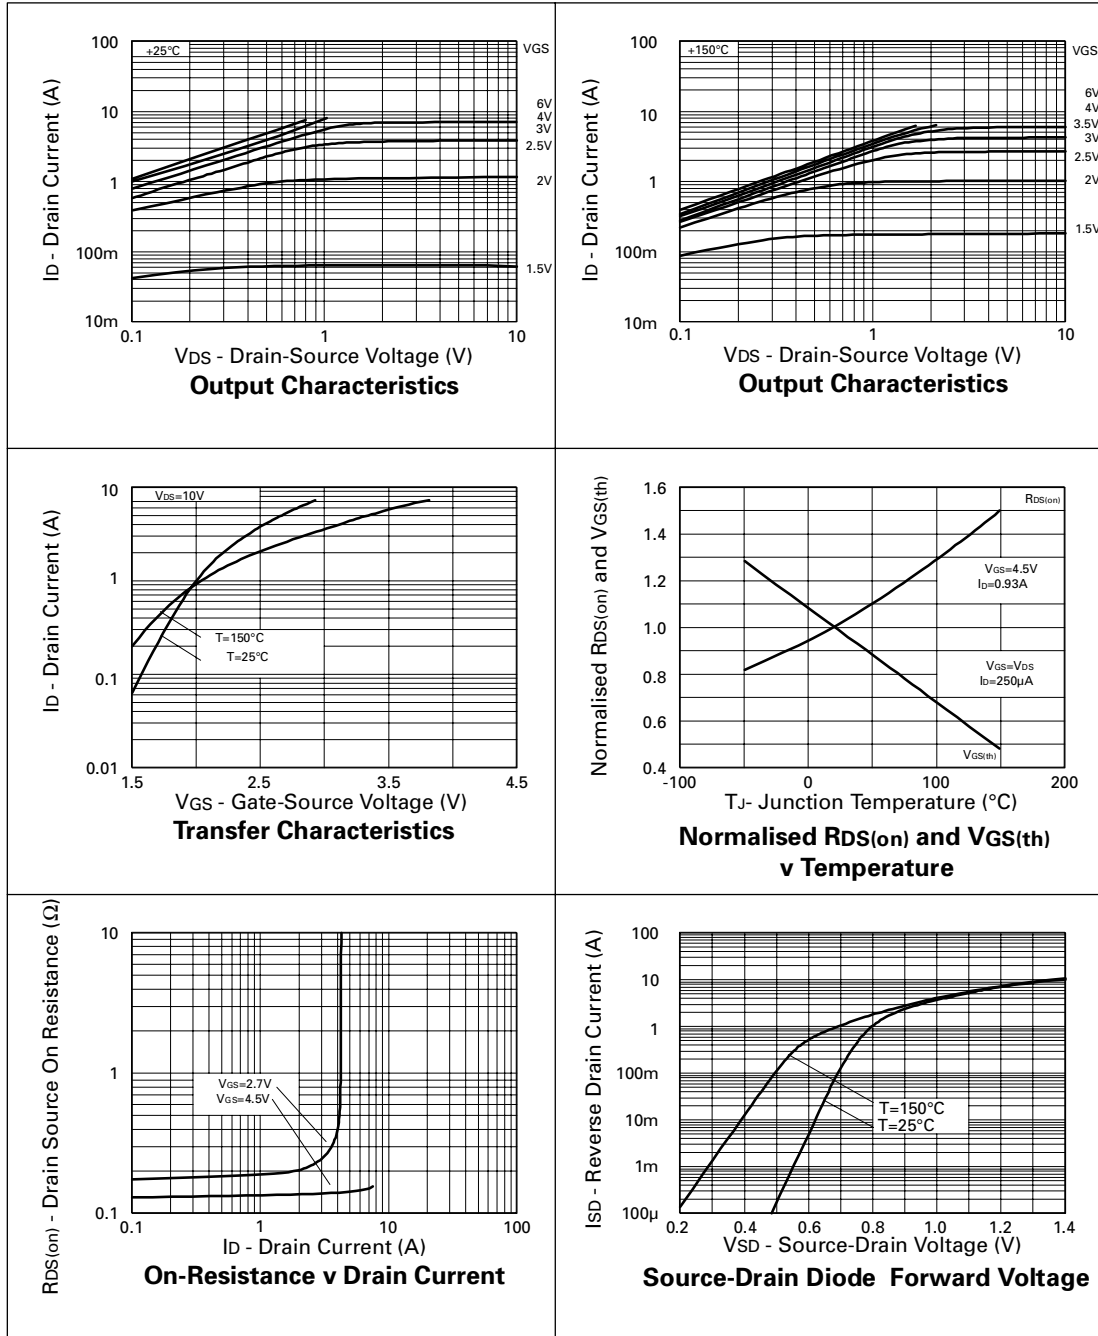 100
10
1
100m
10m
ID - Drain Current (A)
+25°C
VGS
6V
4V
3V
2.5V
2V
1.5V
0.1
1
10
VDS - Drain-Source Voltage (V)
Output Characteristics
100
10
1
100m
10m
ID - Drain Current (A)
+150°C
VGS
6V
4V
3.5V
3V
2.5V
2V
1.5V
0.1
1
10
VDS - Drain-Source Voltage (V)
Output Characteristics
10
1
0.1
0.01
ID - Drain Current (A)
VDS=10V
T=150°C
T=25°C
1.5
2.5
3.5
4.5
VGS - Gate-Source Voltage (V)
Transfer Characteristics
1.6
1.4
1.2
1.0
0.8
0.6
0.4
Normalised RDS(on) and VGS(th)
RDS(on)
VGS=4.5V
ID=0.93A
VGS=VDS
ID=250µA
VGS(th)
-100
0
100
200
TJ- Junction Temperature (°C)
Normalised RDS(on) and VGS(th)
v Temperature
10
1
0.1
RDS(on) - Drain Source On Resistance (Ω)
VGS=2.7V
VGS=4.5V
0.1
1
10
100
ID - Drain Current (A)
On-Resistance v Drain Current
100
10
1
100m
10m
1m
100µ
ISD - Reverse Drain Current (A)
T=150°C
T=25°C
0.2
0.4
0.6
0.8
1.0
1.2
1.4
VSD - Source-Drain Voltage (V)
Source-Drain Diode Forward Voltage